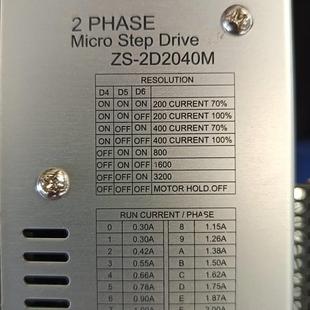 2 PHASE
Micro Step Drive
ZS-2D2040M
RESOLUTION
D4 D5 D6
ON ON ON 200 CURRENT 70%
OFF ON ON 200 CURRENT 100%
ON OFF ON 400 CURRENT 70%
OFF OFF ON 400 CURRENT 100%
ON ON OFF 800
OFF ON OFF 1600
ON OFF OFF 3200
OFF OFF OFF MOTOR HOLD.OFF
RUN CURRENT / PHASE
0 0.30A 8 1.15A
1 0.30A 9 1.26A
2 0.42A A 1.38A
3 0.55A B 1.50A
4 0.66A C 1.62A
5 0.78A D 1.75A
6 0.90A E 1.87A